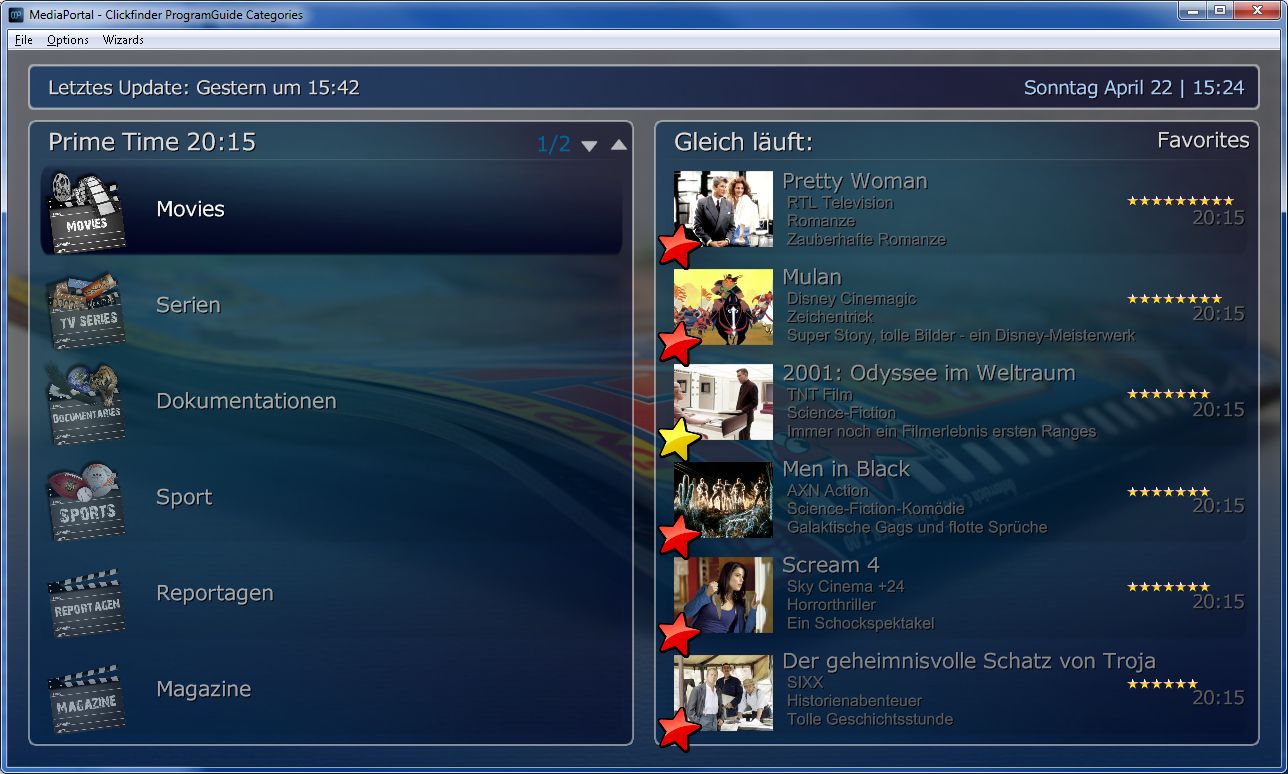 MediaPortal - Clickfinder ProgramGuide Categories
File Options Wizards
Letztes Update: Gestern um 15:42
Sonntag April 22 | 15:24
Prime Time 20:15
1/2
MOVIES
Movies
TV SERIES
Serien
DOCUMENTARIES
Dokumentationen
SPORTS
Sport
REPORTAGEN
Reportagen
MAGAZINE
Magazine
Gleich läuft:
Favorites
Pretty Woman
RTL Television
Romanze
20:15
Zauberhafte Romanze
Mulan
Disney Cinemagic
Zeichentrick
20:15
Super Story, tolle Bilder - ein Disney-Meisterwerk
2001: Odyssee im Weltraum
TNT Film
Science-Fiction
20:15
Immer noch ein Filmerlebnis ersten Ranges
Men in Black
AXN Action
Science-Fiction-Komödie
20:15
Galaktische Gags und flotte Sprüche
Scream 4
Sky Cinema +24
Horrorthriller
20:15
Ein Schockspektakel
Der geheimnisvolle Schatz von Troja
SIXX
Historienabenteuer
20:15
Tolle Geschichtsstunde